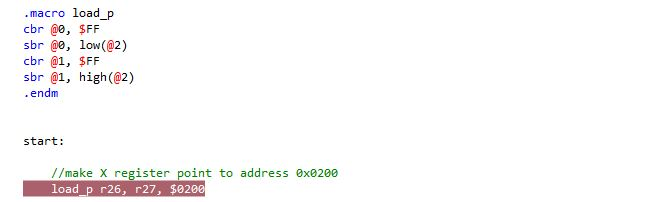 .macro load_p
cbr @0, $FF
sbr @0, low(@2)
cbr @1, $FF
sbr @1, high(@2)
.endm
start:
//make X register point to address 0x0200
load_p r26, r27, $0200